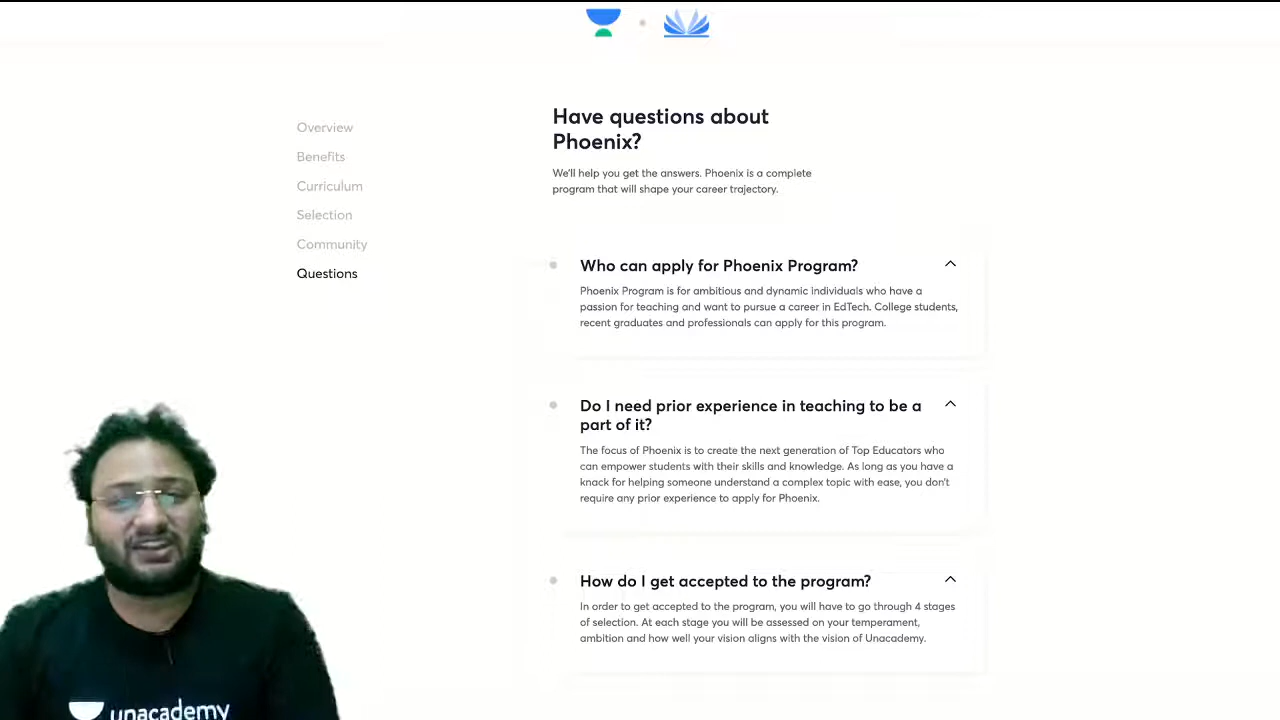 Overview
Benefits
Curriculum
Selection
Community
Questions
Have questions about
Phoenix?
We'll help you get the answers. Phoenix is a complete
program that will shape your career trajectory.
Who can apply for Phoenix Program?
Phoenix Program is for ambitious and dynamic individuals who have a
passion for teaching and want to pursue a career in EdTech. College students,
recent graduates and professionals can apply for this program.
Do I need prior experience in teaching to be a
part of it?
The focus of Phoenix is to create the next generation of Top Educators who
can empower students with their skills and knowledge. As long as you have a
knack for helping someone understand a complex topic with ease, you don't
require any prior experience to apply for Phoenix.
How do I get accepted to the program?
In order to get accepted to the program, you will have to go through 4 stages
of selection. At each stage you will be assessed on your temperament,
ambition and how well your vision aligns with the vision of Unacademy.
unacademy